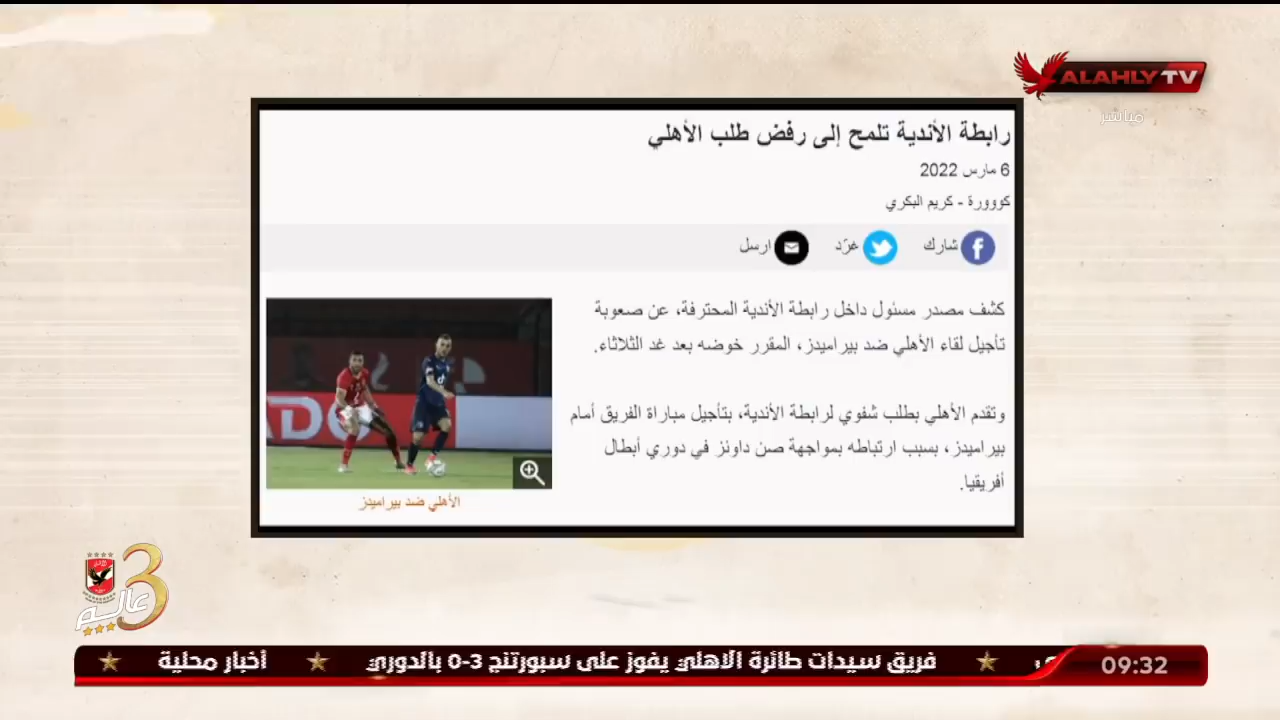 ALAHLY TV
مباشر
رابطة الأندية تلمح إلى رفض طلب الأهلي
6 مارس 2022
كووورة - كريم البكري
شارك
غرّد
ارسل
كشف مصدر مسئول داخل رابطة الأندية المحترفة، عن صعوبة
تأجيل لقاء الأهلي ضد بيراميدز، المقرر خوضه بعد غد الثلاثاء.
وتقدم الأهلي بطلب شفوي لرابطة الأندية، بتأجيل مباراة الفريق أمام
بيراميدز، بسبب ارتباطه بمواجهة صن داونز في دوري أبطال
أفريقيا.
الأهلي ضد بيراميدز
3 عالم
فريق سيدات طائرة الاهلي يفوز على سبورتنج 3-0 بالدوري
أخبار محلية
09:32